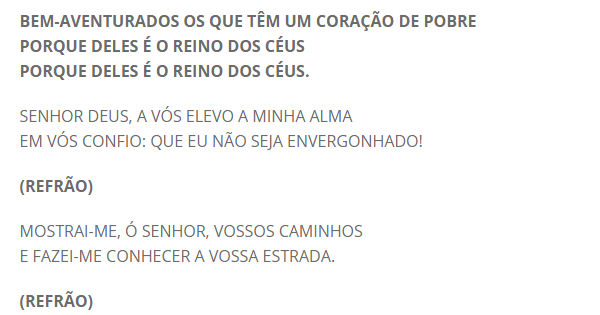 BEM-AVENTURADOS OS QUE TÊM UM CORAÇÃO DE POBRE
PORQUE DELES É O REINO DOS CÉUS
PORQUE DELES É O REINO DOS CÉUS.
SENHOR DEUS, A VÓS ELEVO A MINHA ALMA
EM VÓS CONFIO: QUE EU NÃO SEJA ENVERGONHADO!
(REFRÃO)
MOSTRAI-ME, Ó SENHOR, VOSSOS CAMINHOS
E FAZEI-ME CONHECER A VOSSA ESTRADA.
(REFRÃO)